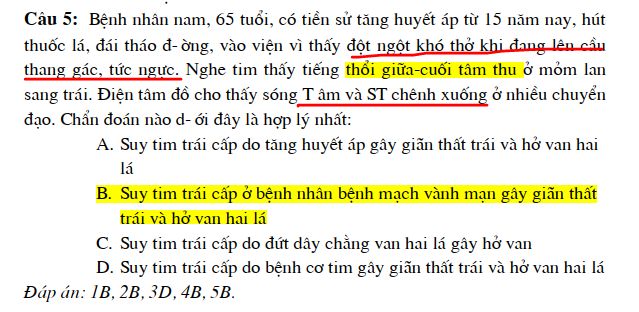 Câu 5: Bệnh nhân nam, 65 tuổi, có tiền sử tăng huyết áp từ 15 năm nay, hút
thuốc lá, đái tháo đ- ờng, vào viện vì thấy đột ngột khó thở khi đang lên cầu
thang gác, tức ngực. Nghe tim thấy tiếng thổi giữa-cuối tâm thu ở mỏm lan
sang trái. Điện tâm đồ cho thấy sóng T âm và ST chênh xuống ở nhiều chuyển
đạo. Chẩn đoán nào d- ới đây là hợp lý nhất:
A. Suy tim trái cấp do tăng huyết áp gây giãn thất trái và hở van hai
lá
B. Suy tim trái cấp ở bệnh nhân bệnh mạch vành mạn gây giãn thất
trái và hở van hai lá
C. Suy tim trái cấp do đứt dây chằng van hai lá gây hở van
D. Suy tim trái cấp do bệnh cơ tim gây giãn thất trái và hở van hai lá
Đáp án: 1B, 2B, 3D, 4B, 5B.